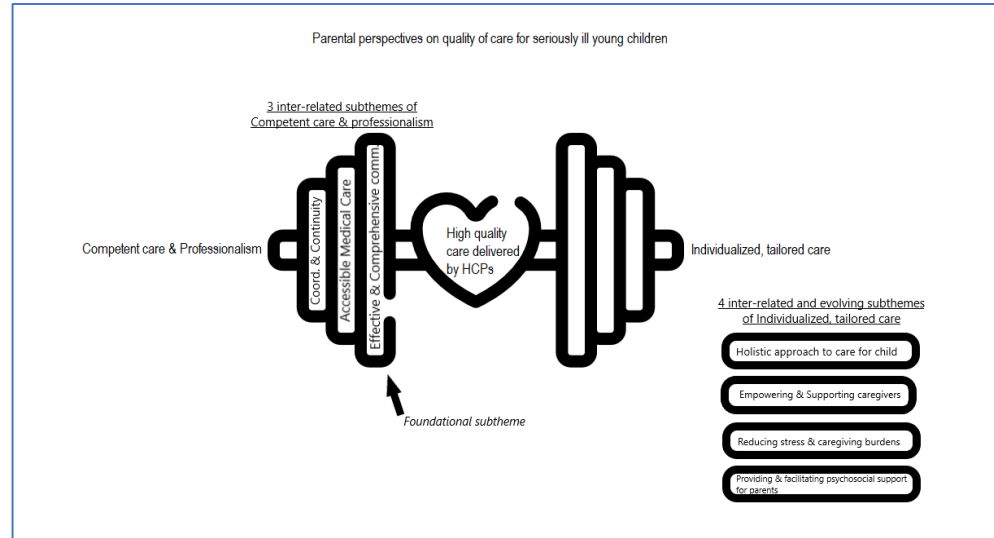 Parental perspectives on quality of care for seriously ill young children
3 inter-related subthemes of
Competent care & professionalism
Competent care & Professionalism
Coord. & Continuity
Accessible Medical Care
Effective & Comprehensive comm.
High quality
care delivered
by HCPs
Individualized, tailored care
Foundational subtheme
4 inter-related and evolving subthemes
of Individualized, tailored care
Holistic approach to care for child
Empowering & Supporting caregivers
Reducing stress & caregiving burdens
Providing & facilitating psychosocial support
for parents